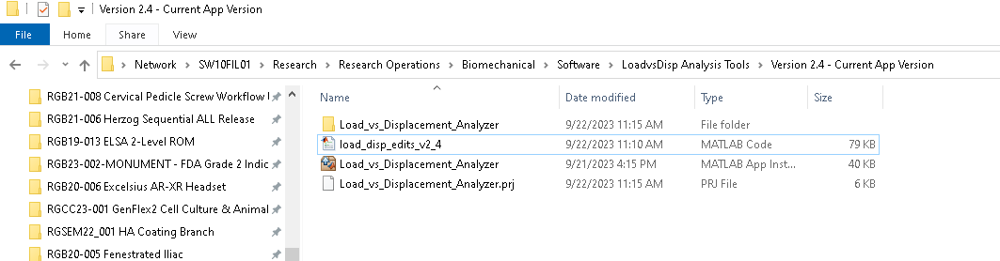 Version 2.4 - Current App Version
File Home Share View
Network > SW10FIL01 > Research > Research Operations > Biomechanical > Software > LoadvsDisp Analysis Tools > Version 2.4 - Current App Version
RGB21-008 Cervical Pedicle Screw Workflow
RGB21-006 Herzog Sequential ALL Release
RGB19-013 ELSA 2-Level ROM
RGB23-002-MONUMENT - FDA Grade 2 Indic
RGB20-006 Excelsius AR-XR Headset
RGCC23-001 GenFlex2 Cell Culture & Animal
RGSEM22_001 HA Coating Branch
RGB20-005 Fenestrated Iliac
Name Date modified Type Size
Load_vs_Displacement_Analyzer 9/22/2023 11:15 AM File folder
load_disp_edits_v2_4 9/22/2023 11:10 AM MATLAB Code 79 KB
Load_vs_Displacement_Analyzer 9/21/2023 4:15 PM MATLAB App Inst... 40 KB
Load_vs_Displacement_Analyzer.prj 9/22/2023 11:15 AM PRJ File 6 KB